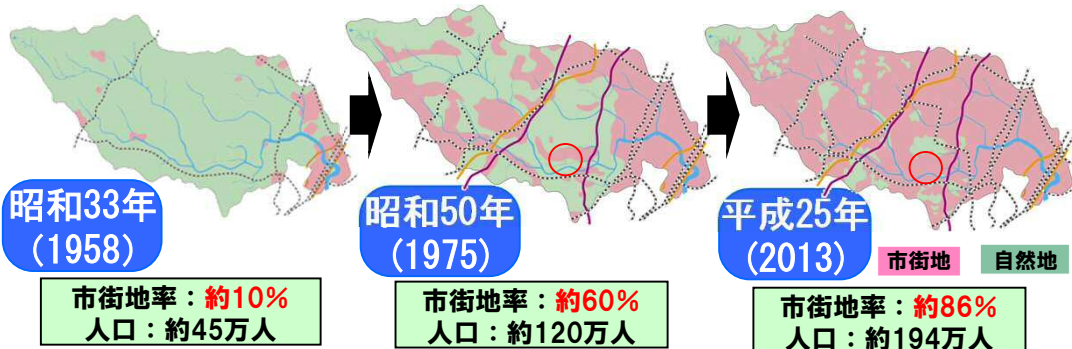 昭和33年
(1958)
市街地率：約10%
人口：約45万人
昭和50年
(1975)
市街地率：約60%
人口：約120万人
平成25年
(2013)
市街地
自然地
市街地率：約86%
人口：約194万人